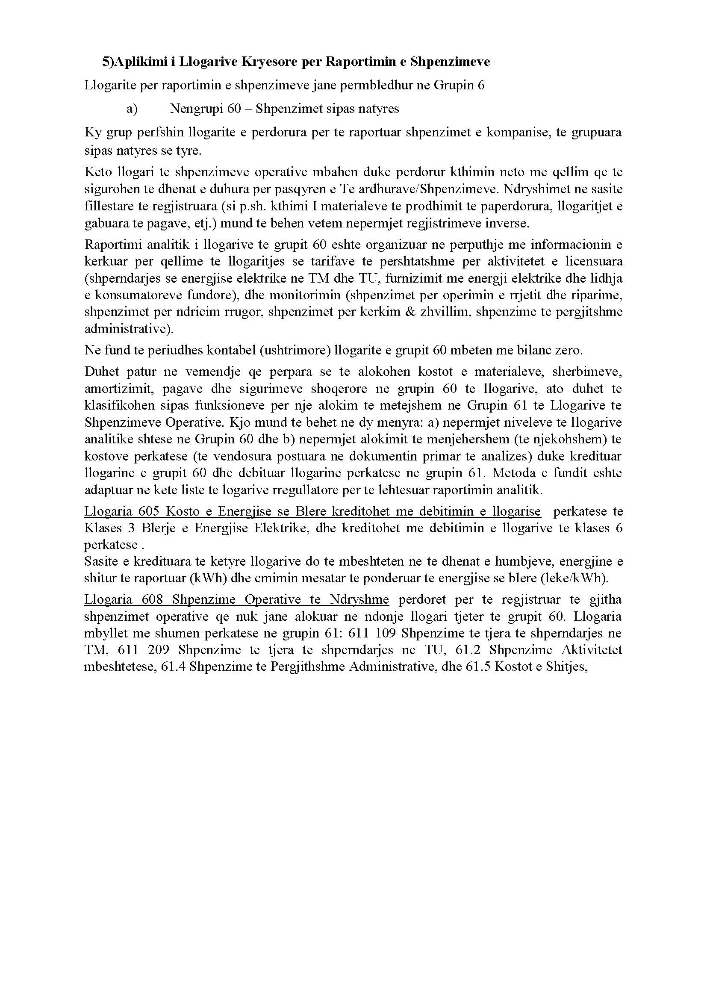 5)Aplikimi i Llogarive Kryesore per Raportimin e Shpenzimeve
Llogarite per raportimin e shpenzimeve jane permbledhur ne Grupin 6
a) Nengrupi 60 – Shpenzimet sipas natyres
Ky grup perfshin llogarite e perdorura per te raportuar shpenzimet e kompanise, te grupuara
sipas natyres se tyre.
Keto llogari te shpenzimeve operative mbahen duke perdorur kthimin neto me qellim qe te
sigurohen te dhenat e duhura per pasqyren e Te ardhurave/Shpenzimeve. Ndryshimet ne sasite
fillestare te regjistruara (si p.sh. kthimi I materialeve te prodhimit te paperdorura, llogaritjet e
gabuara te pagave, etj.) mund te behen vetem nepermjet regjistrimeve inverse.
Raportimi analitik i llogarive te grupit 60 eshte organizuar ne perputhje me informacionin e
kerkuar per qellime te llogaritjes se tarifave te pershtatshme per aktivitetet e licensuara
(shperndarjes se energjise elektrike ne TM dhe TU, furnizimit me energji elektrike dhe lidhja
e konsumatoreve fundore), dhe monitorimin (shpenzimet per operimin e rrjetit dhe riparime,
shpenzimet per ndricim rrugor, shpenzimet per kerkim & zhvillim, shpenzime te pergjitshme
administrative).
Ne fund te periudhes kontabel (ushtrimore) llogarite e grupit 60 mbeten me bilanc zero.
Duhet patur ne vemendje qe perpara se te alokohen kostot e materialeve, sherbimeve,
amortizimit, pagave dhe sigurimeve shoqerore ne grupin 60 te llogarive, ato duhet te
klasifikohen sipas funksioneve per nje alokim te metejshem ne Grupin 61 te Llogarive te
Shpenzimeve Operative. Kjo mund te behet ne dy menyra: a) nepermjet niveleve te llogarive
analitike shtese ne Grupin 60 dhe b) nepermjet alokimit te menjehershem (te njekohshem) te
kostove perkatese (te vendosura postuara ne dokumentin primar te analizes) duke kredituar
llogarine e grupit 60 dhe debituar llogarine perkatese ne grupin 61. Metoda e fundit eshte
adaptuar ne kete liste te logarive rregullatore per te lehtesuar raportimin analitik.
Llogaria 605 Kosto e Energjise se Blere kreditohet me debitimin e llogarise perkatese te
Klases 3 Blerje e Energjise Elektrike, dhe kreditohet me debitimin e llogarive te klases 6
perkatese .
Sasite e kredituara te ketyre llogarive do te mbeshteten ne te dhenat e humbjeve, energjine e
shitur te raportuar (kWh) dhe cmimin mesatar te ponderuar te energjise se blere (leke/kWh).
Llogaria 608 Shpenzime Operative te Ndryshme perdoret per te regjistruar te gjitha
shpenzimet operative qe nuk jane alokuar ne ndonje llogari tjeter te grupit 60. Llogaria
mbyllet me shumen perkatese ne grupin 61: 611 109 Shpenzime te tjera te shperndarjes ne
TM, 611 209 Shpenzime te tjera te shperndarjes ne TU, 61.2 Shpenzime Aktivitetet
mbeshtetese, 61.4 Shpenzime te Pergjithshme Administrative, dhe 61.5 Kostot e Shitjes,